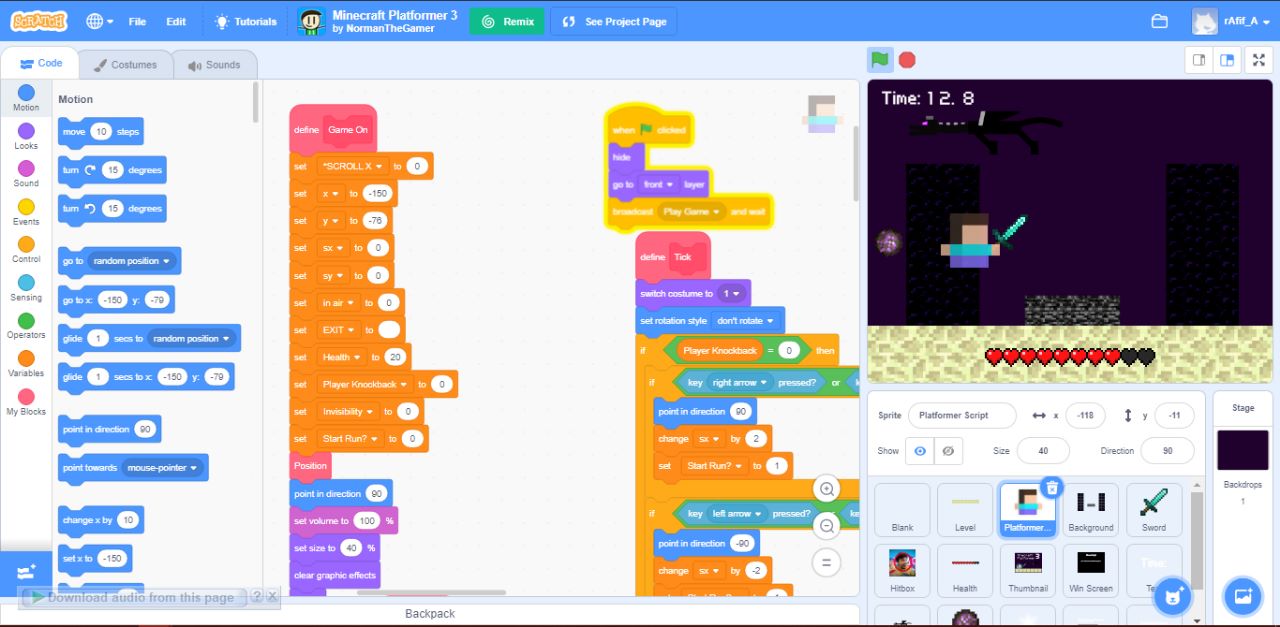 SCRATCH
File
Edit
Tutorials
Minecraft Platformer 3
by NormanTheGamer
Remix
See Project Page
rAfif_A
Code
Costumes
Sounds
Motion
Looks
Sound
Events
Control
Sensing
Operators
Variables
My Blocks
Motion
move 10 steps
turn 15 degrees
turn 15 degrees
go to random position
go to x: -150 y: -79
glide 1 secs to random position
glide 1 secs to x: -150 y: -79
point in direction 90
point towards mouse-pointer
change x by 10
set x to -150
Download audio from this page ? X
define Game On
set *SCROLL X to 0
set x to -150
set y to -76
set sx to 0
set sy to 0
set in air to 0
set EXIT to
set Health to 20
set Player Knockback to 0
set Invisibility to 0
set Start Run? to 0
Position
point in direction 90
set volume to 100 %
set size to 40 %
clear graphic effects
when clicked
hide
go to front layer
broadcast Play Game and wait
define Tick
switch costume to 1
set rotation style don't rotate
if Player Knockback = 0 then
if key right arrow pressed? or
point in direction 90
change sx by 2
set Start Run? to 1
if key left arrow pressed? or
point in direction -90
change sx by -2
Backpack
Time: 12. 8
Sprite Platformer Script x -118 y -11
Show Size 40 Direction 90
Blank
Level
Platformer...
Background
Sword
Hitbox
Health
Thumbnail
Win Screen
Time:
Stage
Backdrops
1